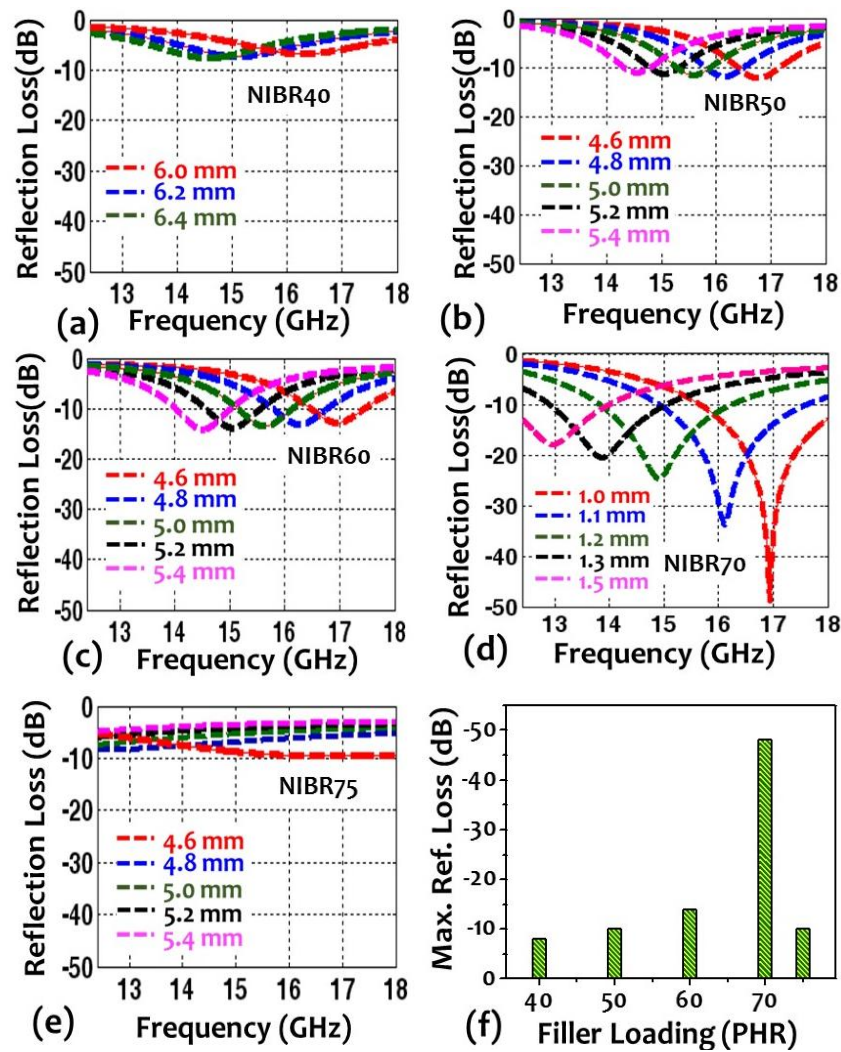 0
-10
-20
-30
-40
-50
Reflection Loss(dB)
NIBR40
6.0 mm
6.2 mm
6.4 mm
13 14 15 16 17 18
(a) Frequency (GHz)
0
-10
-20
-30
-40
-50
Reflection Loss(dB)
NIBR50
4.6 mm
4.8 mm
5.0 mm
5.2 mm
5.4 mm
13 14 15 16 17 18
(b) Frequency (GHz)
0
-10
-20
-30
-40
-50
Reflection Loss(dB)
NIBR60
4.6 mm
4.8 mm
5.0 mm
5.2 mm
5.4 mm
13 14 15 16 17 18
(c) Frequency (GHz)
0
-10
-20
-30
-40
-50
Reflection Loss(dB)
1.0 mm
1.1 mm
1.2 mm
1.3 mm
1.5 mm
NIBR70
13 14 15 16 17 18
(d) Frequency (GHz)
0
-10
-20
-30
-40
-50
Reflection Loss (dB)
NIBR75
4.6 mm
4.8 mm
5.0 mm
5.2 mm
5.4 mm
13 14 15 16 17 18
(e) Frequency (GHz)
-50
-40
-30
-20
-10
0
Max. Ref. Loss (dB)
40 50 60 70
(f) Filler Loading (PHR)